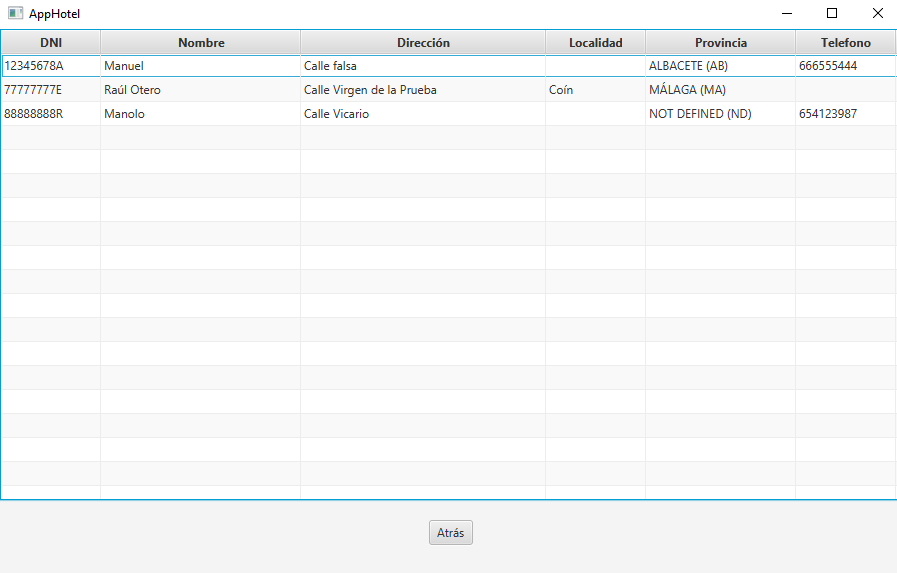 AppHotel
DNI Nombre Dirección Localidad Provincia Telefono
12345678A Manuel Calle falsa ALBACETE (AB) 666555444
77777777E Raúl Otero Calle Virgen de la Prueba Coín MÁLAGA (MA)
88888888R Manolo Calle Vicario NOT DEFINED (ND) 654123987
Atrás